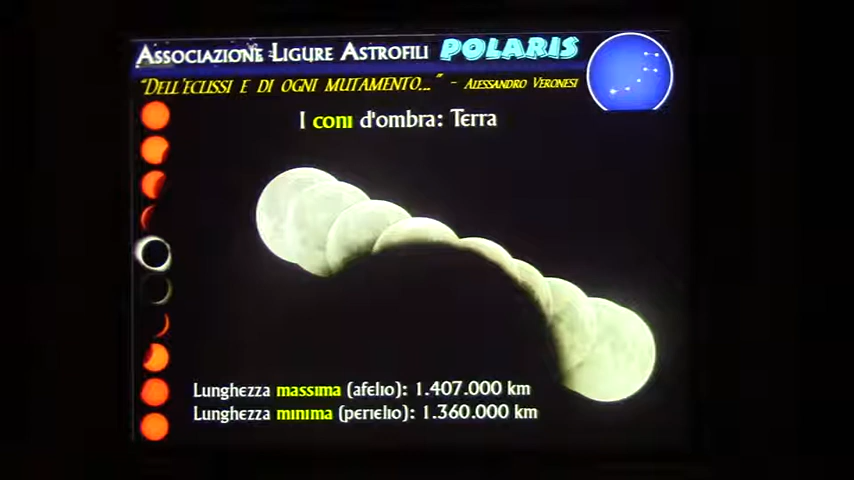 ASSOCIAZIONE LIGURE ASTROFILI POLARIS
"DELL'ECLISSI E DI OGNI MUTAMENTO..." - ALESSANDRO VERONESI
I coni d'ombra: Terra
Lunghezza massima (afelio): 1.407.000 km
Lunghezza minima (perielio): 1.360.000 km